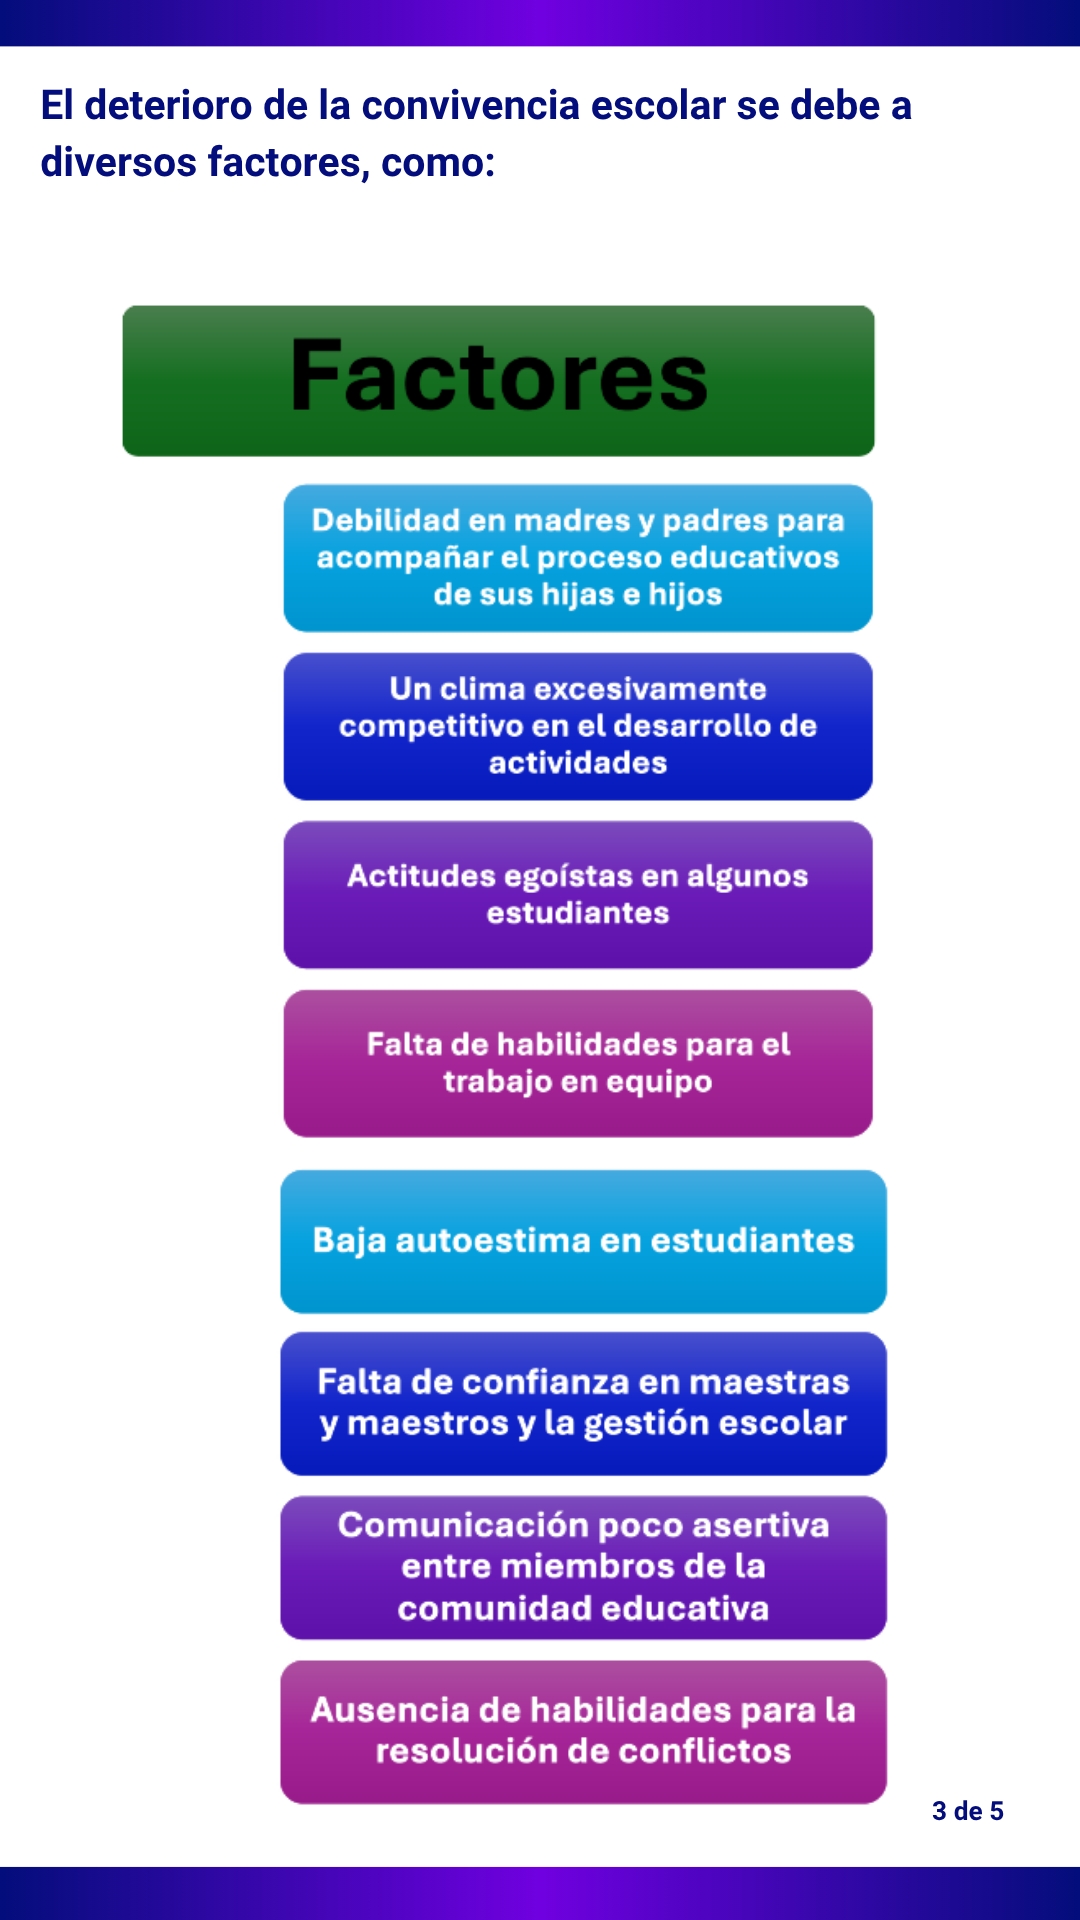 El deterioro de la convivencia escolar se debe a
diversos factores, como:
Factores
Debilidad en madres y padres para
acompañar el proceso educativos
de sus hijas e hijos
Un clima excesivamente
competitivo en el desarrollo de
actividades
Actitudes egoístas en algunos
estudiantes
Falta de habilidades para el
trabajo en equipo
Baja autoestima en estudiantes
Falta de confianza en maestras
y maestros y la gestión escolar
Comunicación poco asertiva
entre miembros de la
comunidad educativa
Ausencia de habilidades para la
resolución de conflictos
3 de 5